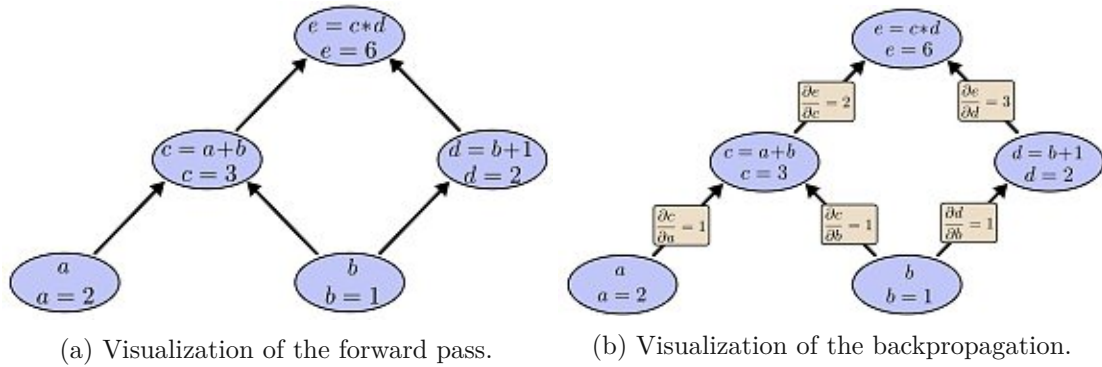 e = c*d
e = 6
c = a+b
c = 3
d = b+1
d = 2
a
a = 2
b
b = 1
(a) Visualization of the forward pass.
e = c*d
e = 6
∂e/∂c = 2
∂e/∂d = 3
c = a+b
c = 3
d = b+1
d = 2
∂c/∂a = 1
∂c/∂b = 1
∂d/∂b = 1
a
a = 2
b
b = 1
(b) Visualization of the backpropagation.